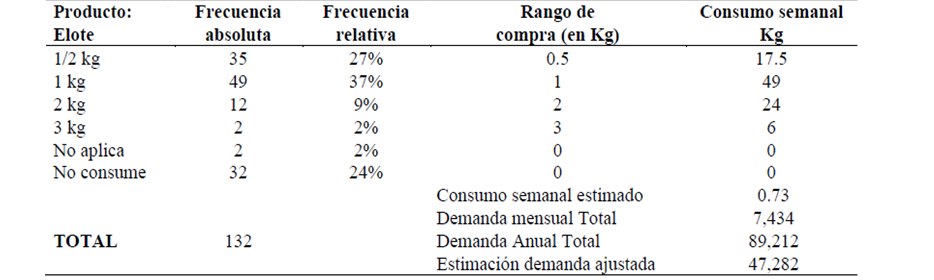 Producto: Frecuencia Frecuencia Rango de Consumo semanal
Elote absoluta relativa compra (en Kg) Kg
1/2 kg 35 27% 0.5 17.5
1 kg 49 37% 1 49
2 kg 12 9% 2 24
3 kg 2 2% 3 6
No aplica 2 2% 0 0
No consume 32 24% 0 0
Consumo semanal estimado 0.73
Demanda mensual Total 7,434
TOTAL 132 Demanda Anual Total 89,212
Estimación demanda ajustada 47,282